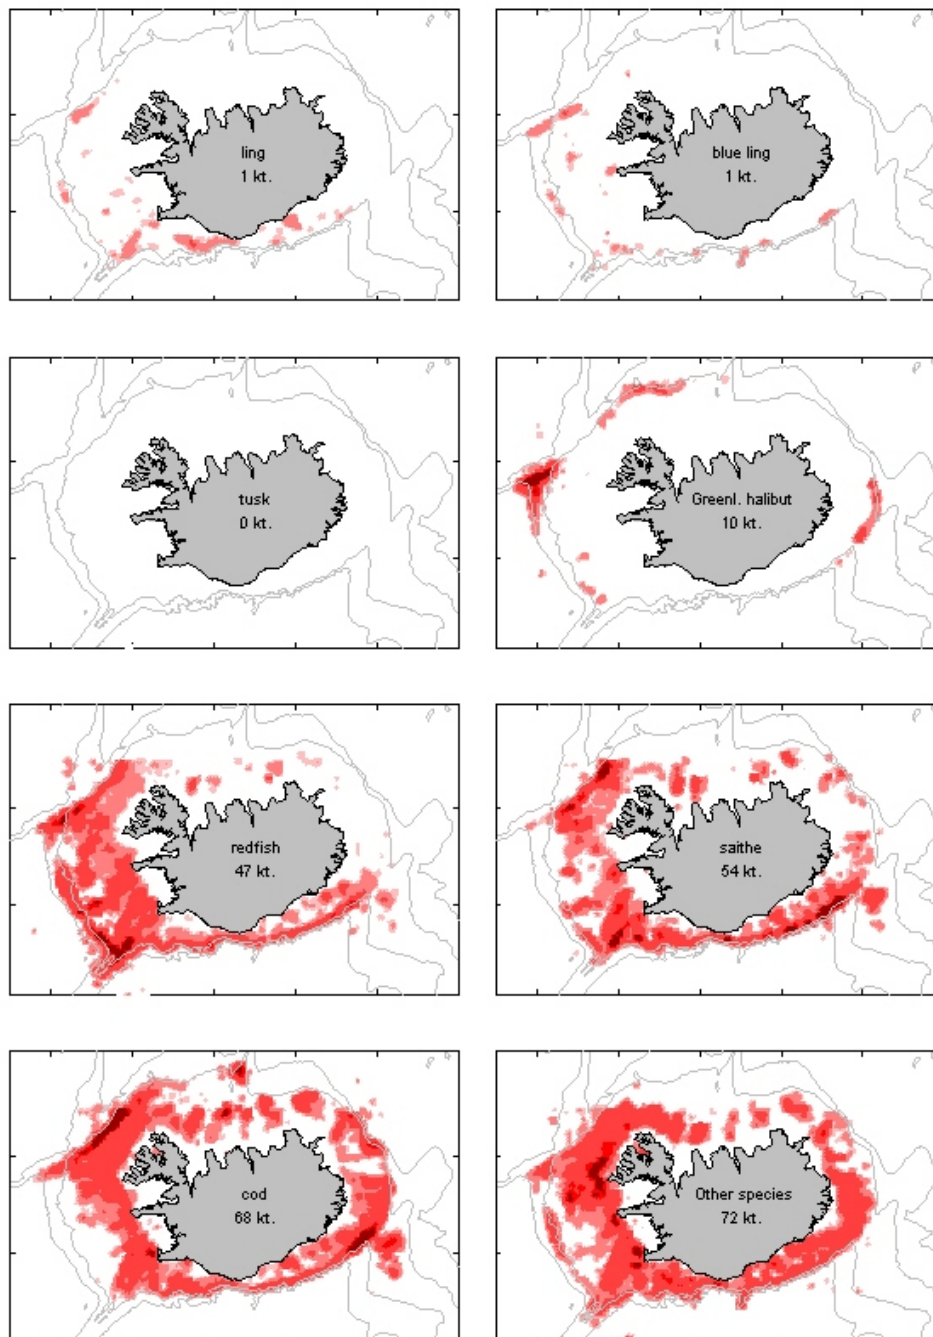 ling
1 kt.
blue ling
1 kt.
tusk
0 kt.
Greenl. halibut
10 kt.
redfish
47 kt.
saithe
54 kt.
cod
68 kt.
Other species
72 kt.